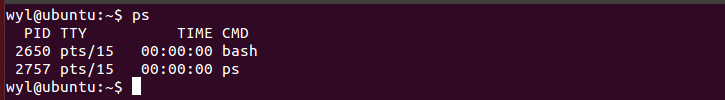 wyl@ubuntu:~$ ps
  PID TTY          TIME CMD
 2650 pts/15   00:00:00 bash
 2757 pts/15   00:00:00 ps
wyl@ubuntu:~$